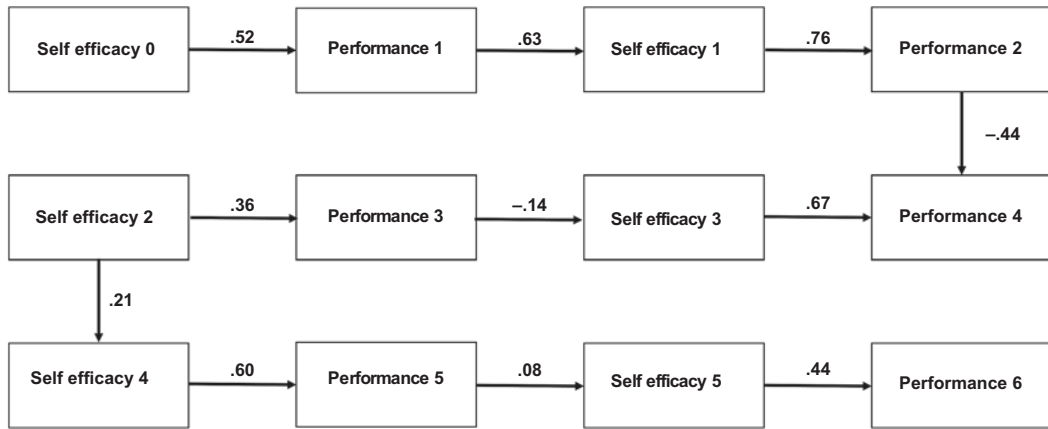 Self efficacy 0 .52 Performance 1 .63 Self efficacy 1 .76 Performance 2
–.44
Self efficacy 2 .36 Performance 3 –.14 Self efficacy 3 .67 Performance 4
.21
Self efficacy 4 .60 Performance 5 .08 Self efficacy 5 .44 Performance 6